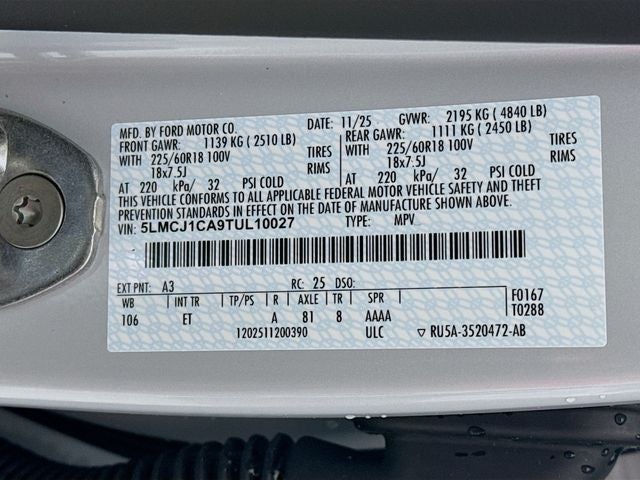 MFD. BY FORD MOTOR CO. DATE: 11/25 GVWR: 2195 KG ( 4840 LB)
FRONT GAWR: 1139 KG ( 2510 LB) REAR GAWR: 1111 KG ( 2450 LB)
WITH 225/60R18 100V TIRES WITH 225/60R18 100V TIRES
18x7.5J RIMS 18x7.5J RIMS
AT 220 kPa/ 32 PSI COLD AT 220 kPa/ 32 PSI COLD
THIS VEHICLE CONFORMS TO ALL APPLICABLE FEDERAL MOTOR VEHICLE SAFETY AND THEFT
PREVENTION STANDARDS IN EFFECT ON THE DATE OF MANUFACTURE SHOWN ABOVE.
VIN: 5LMCJ1CA9TUL10027 TYPE: MPV
EXT PNT: A3 RC: 25 DSO:
WB INT TR TP/PS R AXLE TR SPR F0167
106 ET A 81 8 AAAA T0288
1202511200390 ULC RU5A-3520472-AB